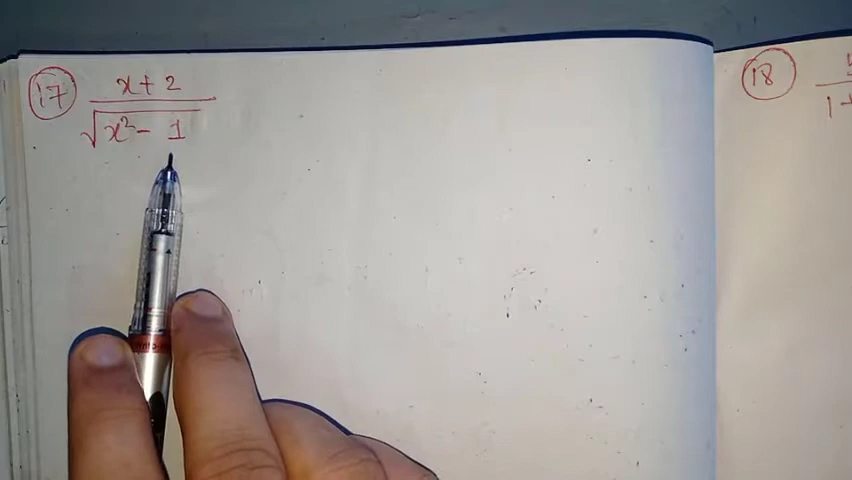 17 x + 2
√x² - 1
18